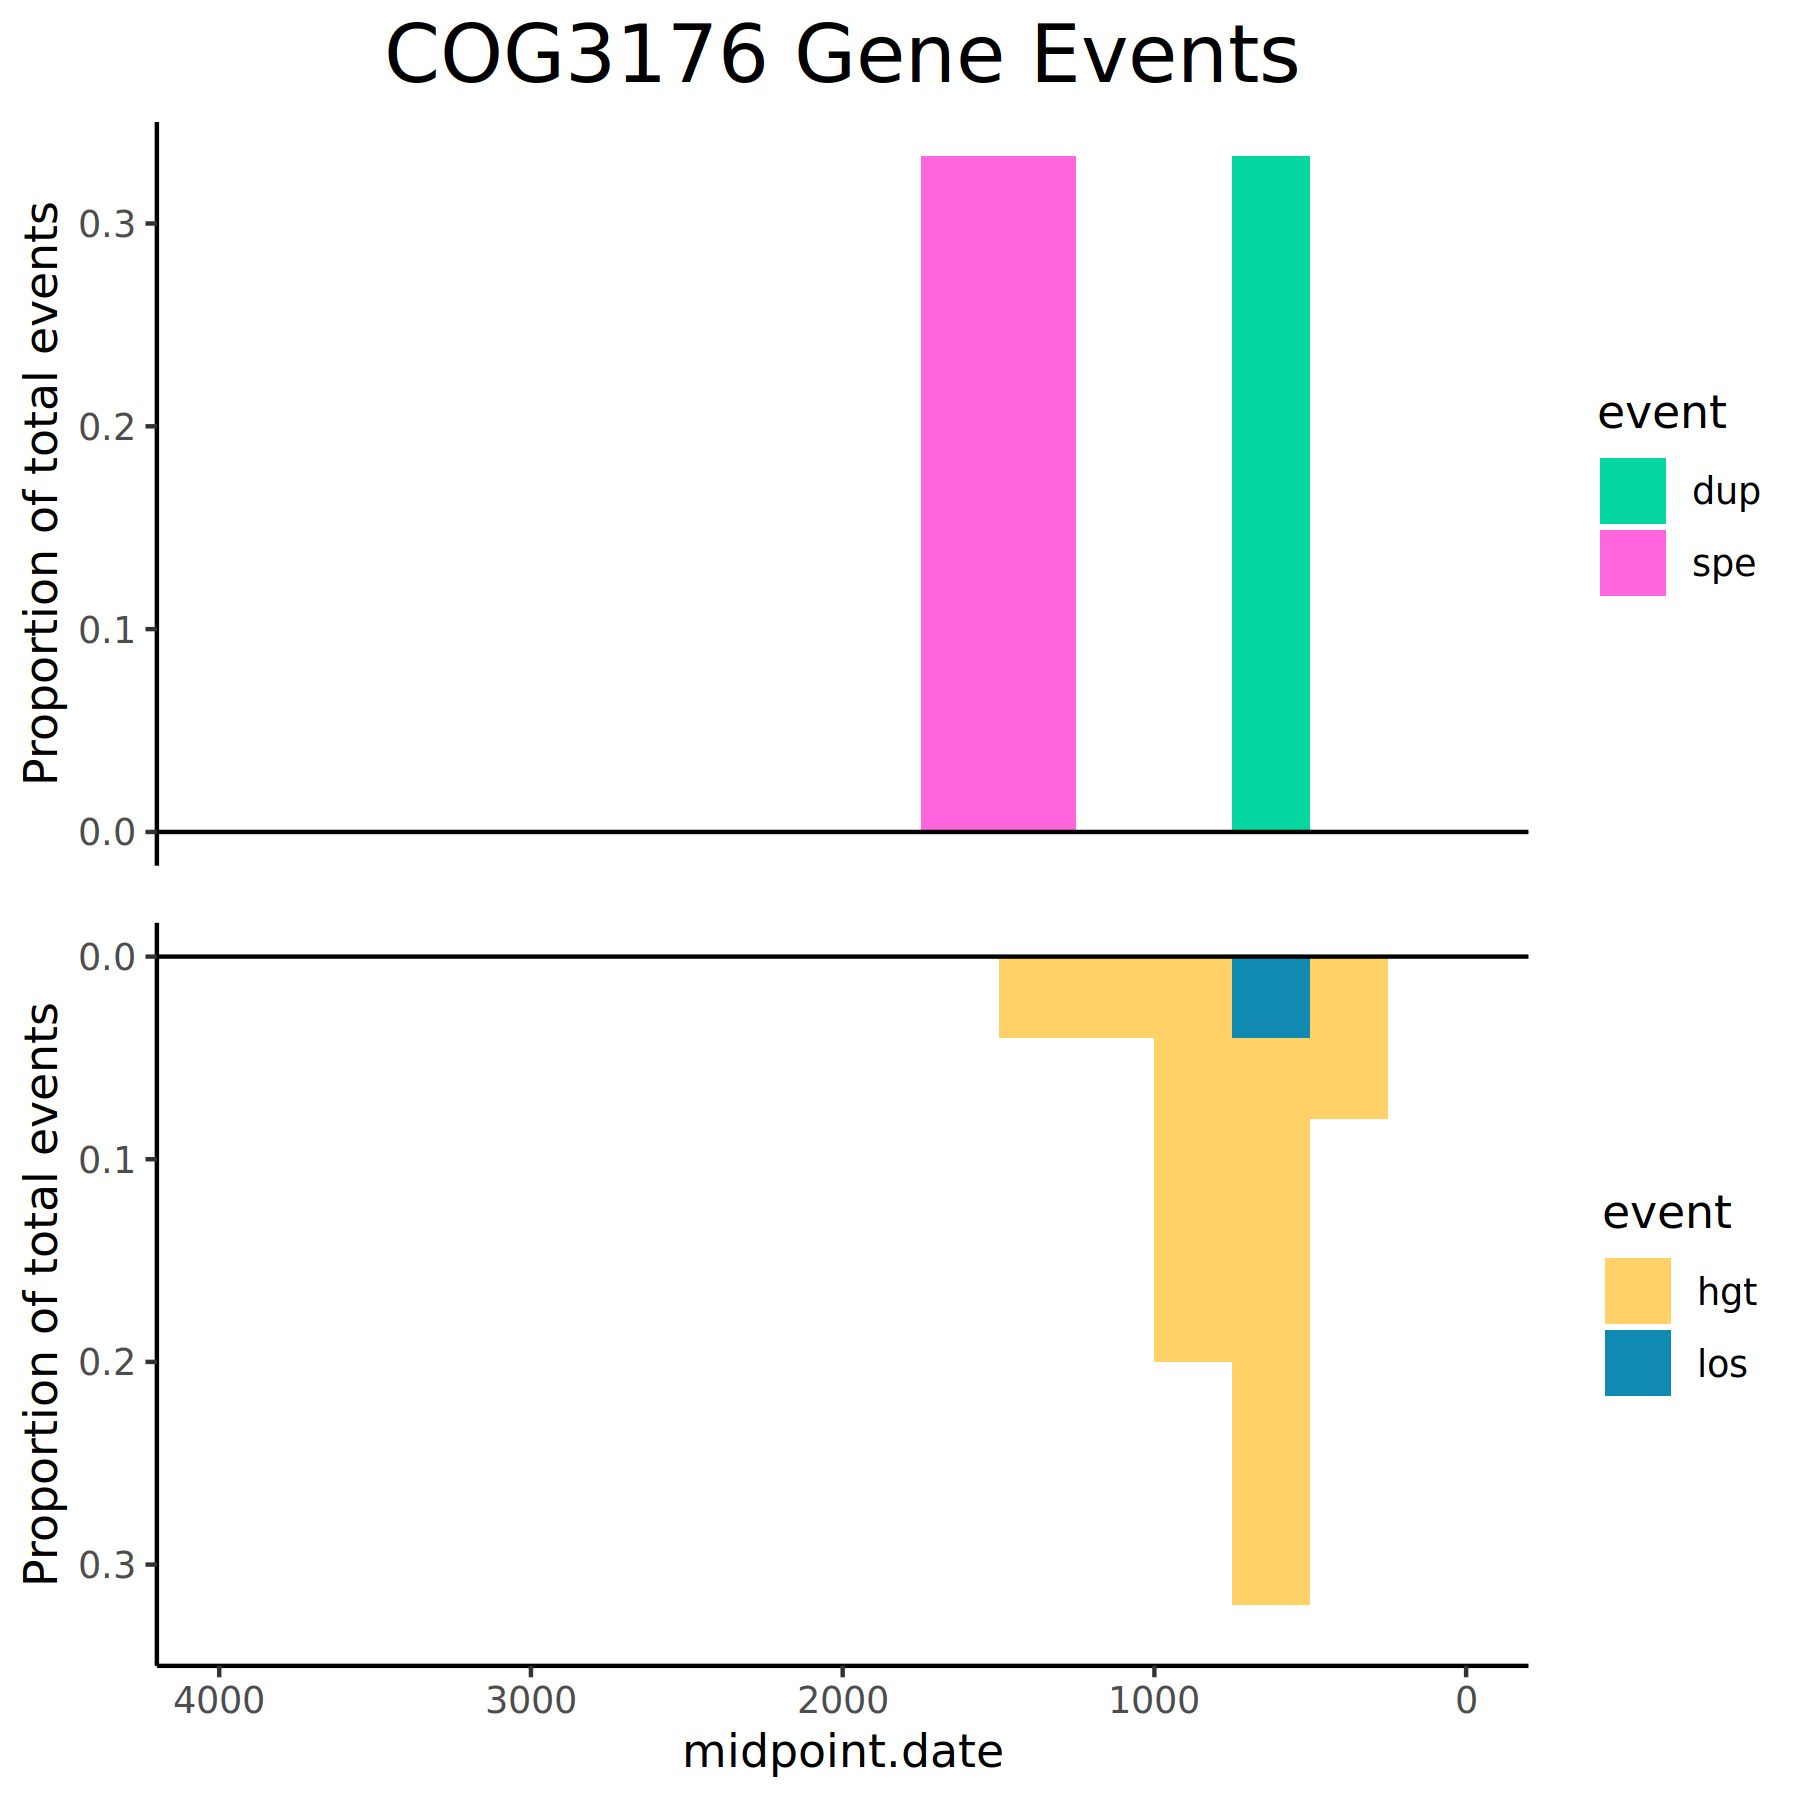 COG3176 Gene Events
Proportion of total events
0.3
0.2
0.1
0.0
event
dup
spe
Proportion of total events
0.0
0.1
0.2
0.3
event
hgt
los
4000 3000 2000 1000 0
midpoint.date